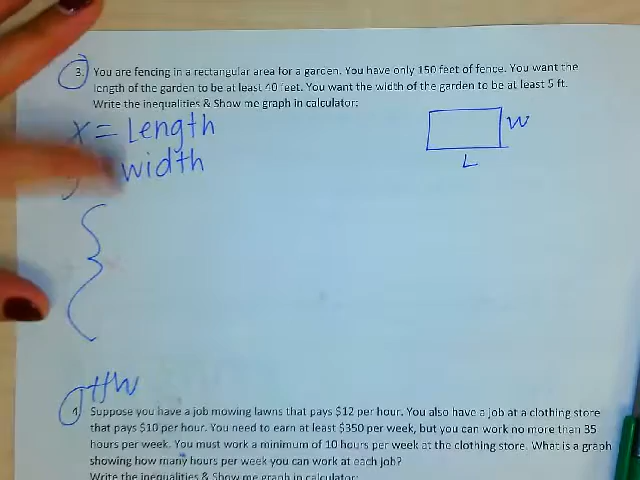 3. You are fencing in a rectangular area for a garden. You have only 150 feet of fence. You want the
length of the garden to be at least 40 feet. You want the width of the garden to be at least 5 ft.
Write the inequalities & Show me graph in calculator:
x = Length
W
y width
L
HW
4. Suppose you have a job mowing lawns that pays $12 per hour. You also have a job at a clothing store
that pays $10 per hour. You need to earn at least $350 per week, but you can work no more than 35
hours per week. You must work a minimum of 10 hours per week at the clothing store. What is a graph
showing how many hours per week you can work at each job?
Write the inequalities & Show me graph in calculator: